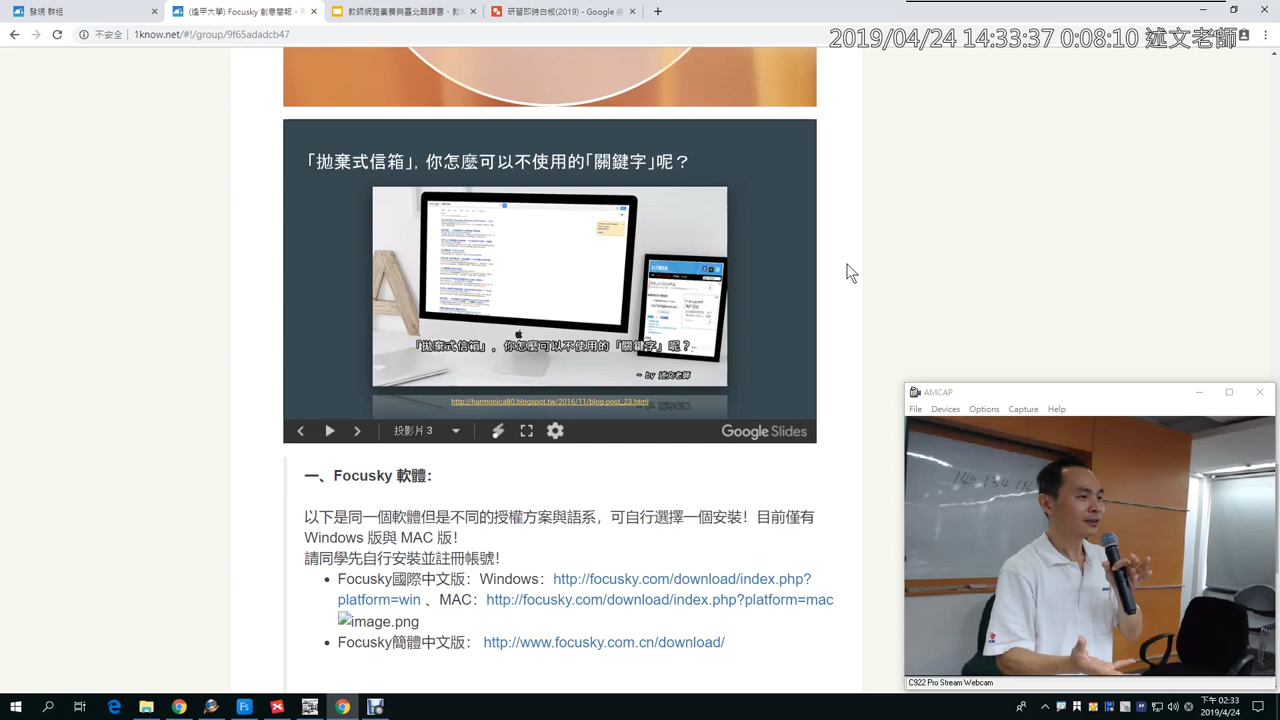 發現 群組
(逢甲大學) Focusky 創意簡報，
教師網路素養與臺北酷課雲、教
研習即時白板(2019) - Google
不安全 | 1know.net/#!/group/9f65adadcb47
2019/04/24 14:33:37 0:08:10 述文老師
「拋棄式信箱」，你怎麼可以不使用的「關鍵字」呢？
「拋棄式信箱」，你怎麼可以不使用的「關鍵字」呢？
~ by 述文老師
http://harmonica80.blogspot.tw/2016/11/blog-post_23.html
投影片 3
Google Slides
一、Focusky 軟體：
以下是同一個軟體但是不同的授權方案與語系，可自行選擇一個安裝！目前僅有
Windows 版與 MAC 版！
請同學先自行安裝並註冊帳號！
Focusky國際中文版：Windows：http://focusky.com/download/index.php?
platform=win 、MAC：http://focusky.com/download/index.php?platform=mac
image.png
Focusky簡體中文版： http://www.focusky.com.cn/download/
AMCAP
File Devices Options Capture Help
C922 Pro Stream Webcam
下午 02:33
2019/4/24